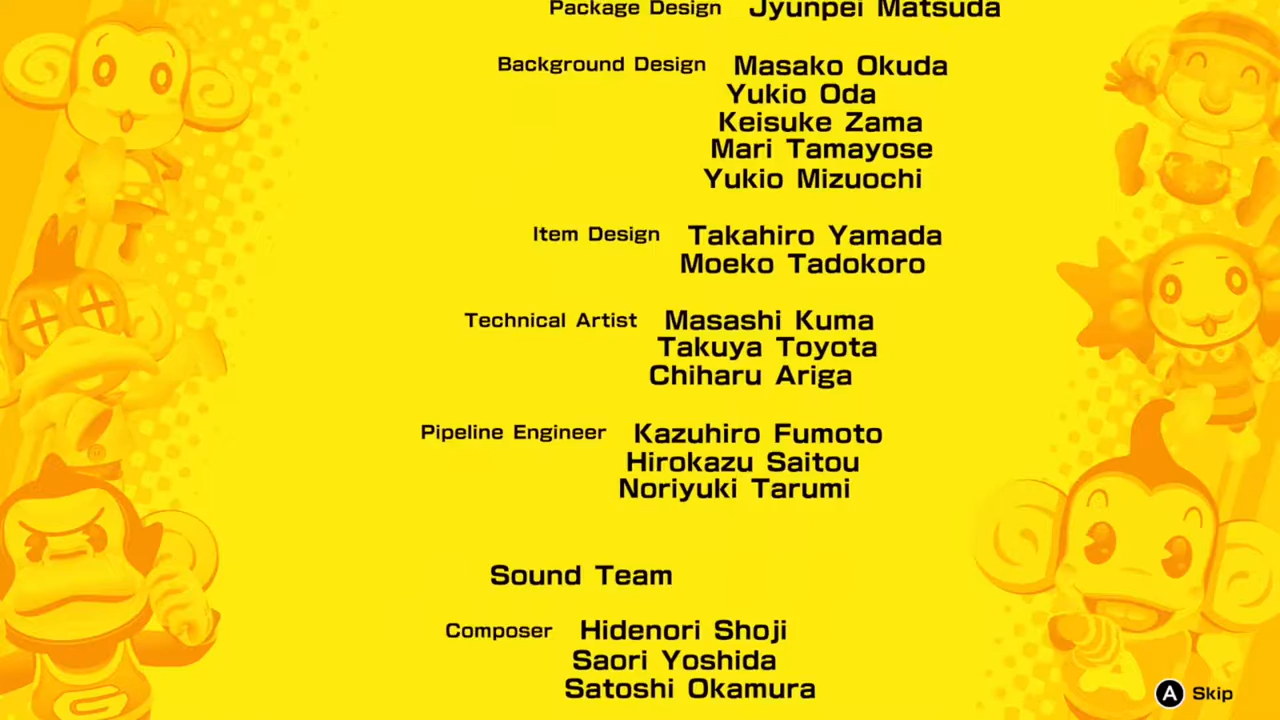 Package Design Jyunpei Matsuda
Background Design Masako Okuda
Yukio Oda
Keisuke Zama
Mari Tamayose
Yukio Mizuochi
Item Design Takahiro Yamada
Moeko Tadokoro
Technical Artist Masashi Kuma
Takuya Toyota
Chiharu Ariga
Pipeline Engineer Kazuhiro Fumoto
Hirokazu Saitou
Noriyuki Tarumi
Sound Team
Composer Hidenori Shoji
Saori Yoshida
Satoshi Okamura
G
A Skip